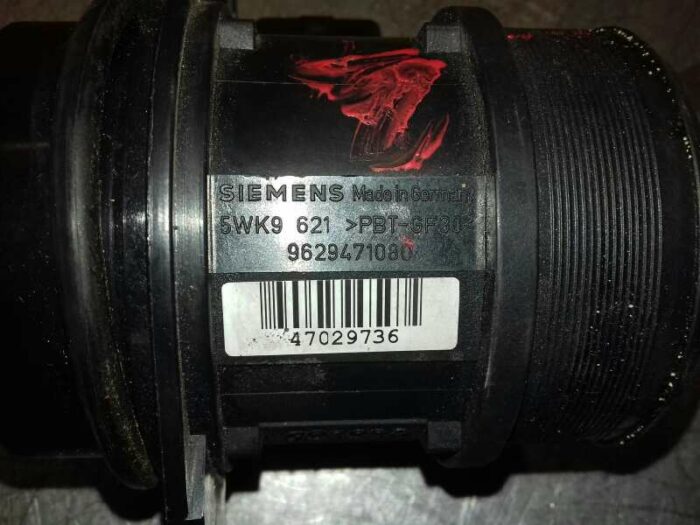 SIEMENS Made in Germany
5WK9 621 >PBT-GF30<
9629471080
47029736